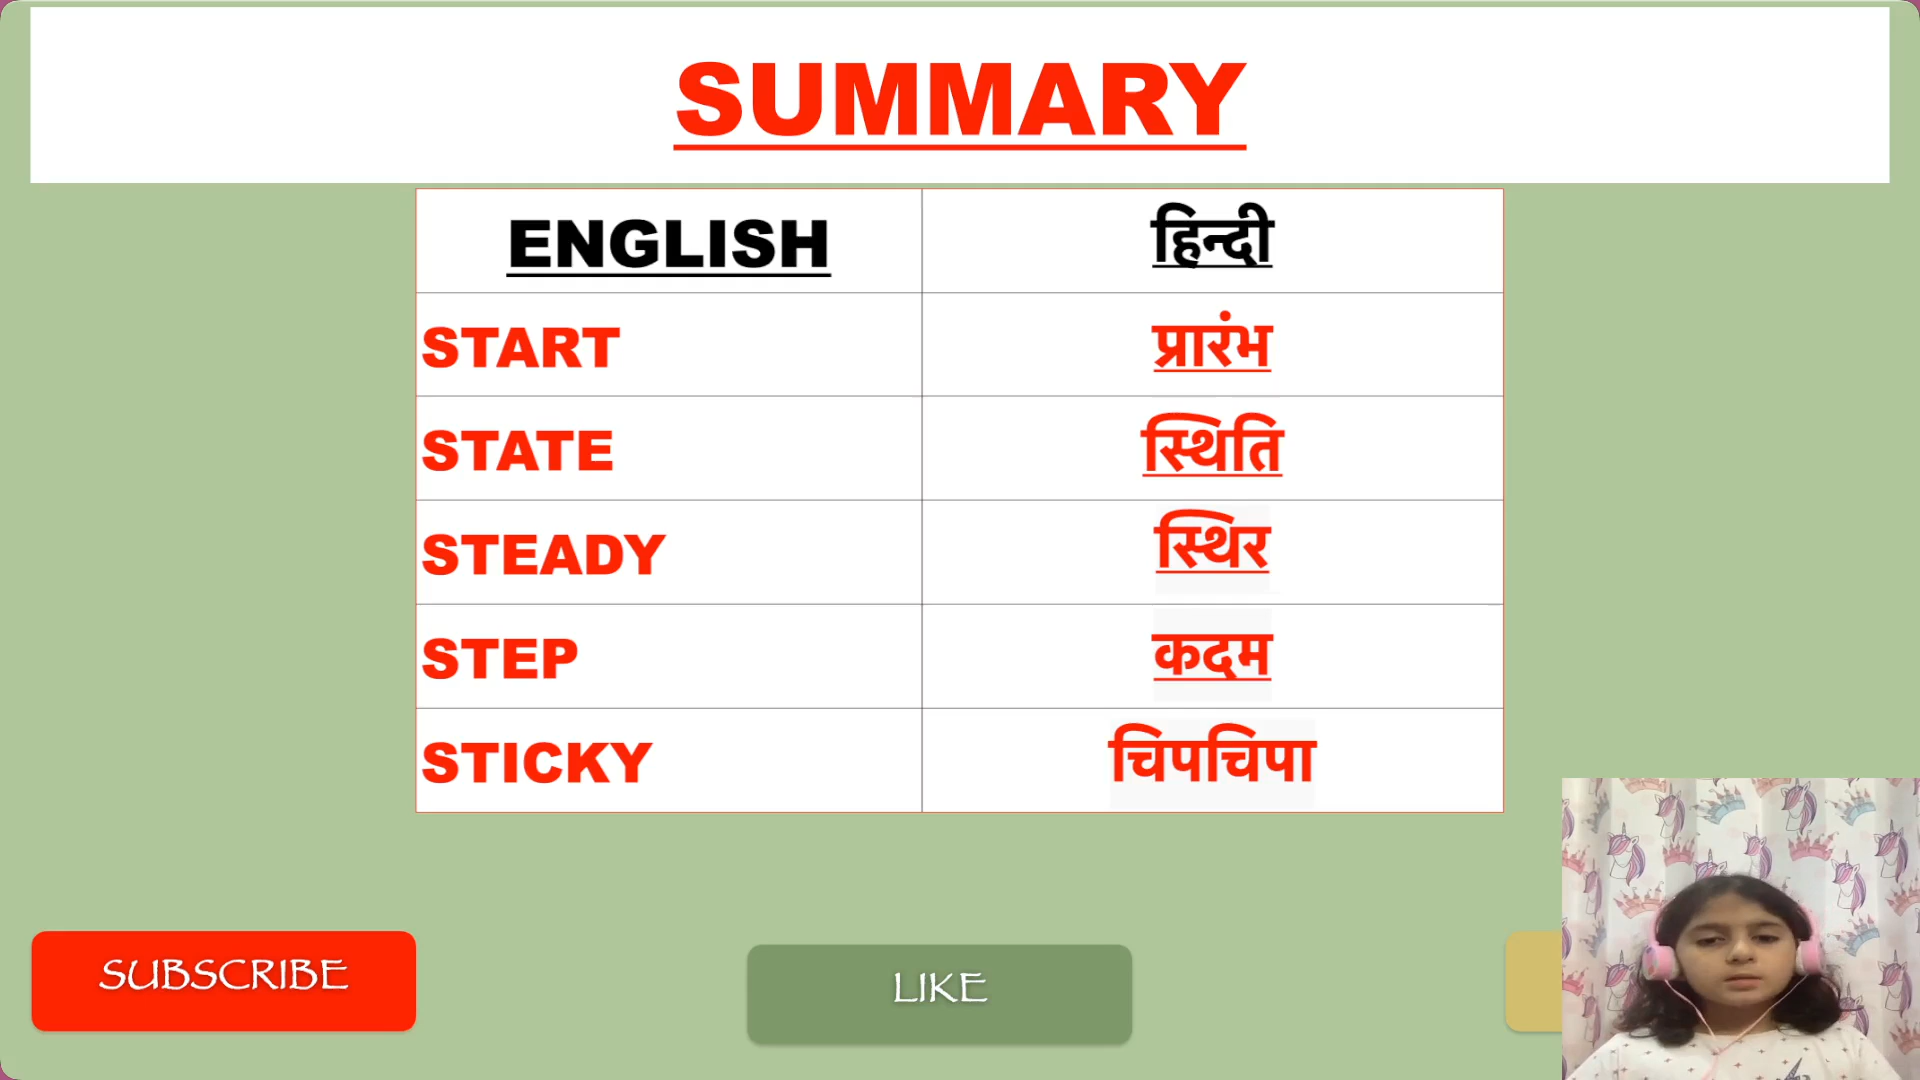 SUMMARY
ENGLISH हिन्दी
START प्रारंभ
STATE स्थिति
STEADY स्थिर
STEP कदम
STICKY चिपचिपा
SUBSCRIBE
LIKE